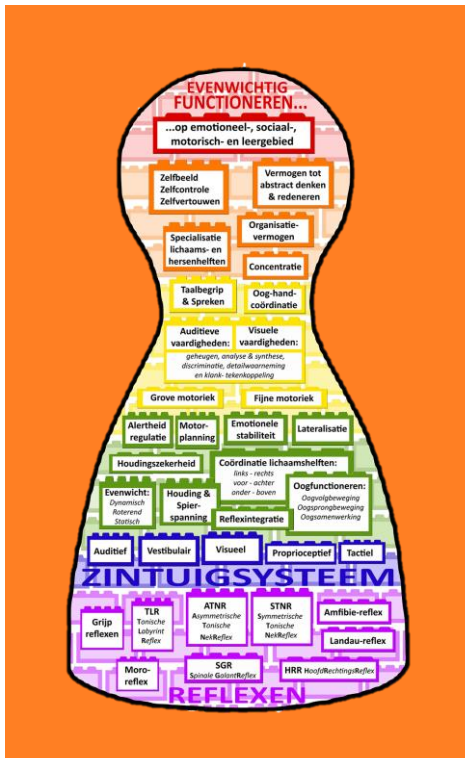 EVENWICHTIG
FUNCTIONEREN...
...op emotioneel-, sociaal-,
motorisch- en leergebied
Zelfbeeld
Zelfcontrole
Zelfvertouwen
Vermogen tot
abstract denken
& redeneren
Specialisatie
lichaams- en
hersenhelften
Organisatie-
vermogen
Concentratie
Taalbegrip
& Spreken
Oog-hand-
coördinatie
Auditieve
vaardigheden:
Visuele
vaardigheden:
geheugen, analyse & synthese,
discriminatie, detailwaarneming
en klank- tekenkoppeling
Grove motoriek
Fijne motoriek
Alertheid
regulatie
Motor-
planning
Emotionele
stabiliteit
Lateralisatie
Houdingszekerheid
Coördinatie lichaamshelften:
links - rechts
voor - achter
onder - boven
Evenwicht:
Dynamisch
Roterend
Statisch
Houding &
Spier-
spanning
Oogfunctioneren:
Oogvolgbeweging
Oogsprongbeweging
Oogsamenwerking
Reflexintegratie
Auditief
Vestibulair
Visueel
Proprioceptief
Tactiel
ZINTUIGSYSTEEM
Grijp
reflexen
TLR
Tonische
Labyrint
Reflex
ATNR
Asymmetrische
Tonische
NekReflex
STNR
Symmetrische
Tonische
NekReflex
Amfibie-reflex
Landau-reflex
Moro-
reflex
SGR
Spinale GalantReflex
HRR HoofdRechtingsReflex
REFLEXEN